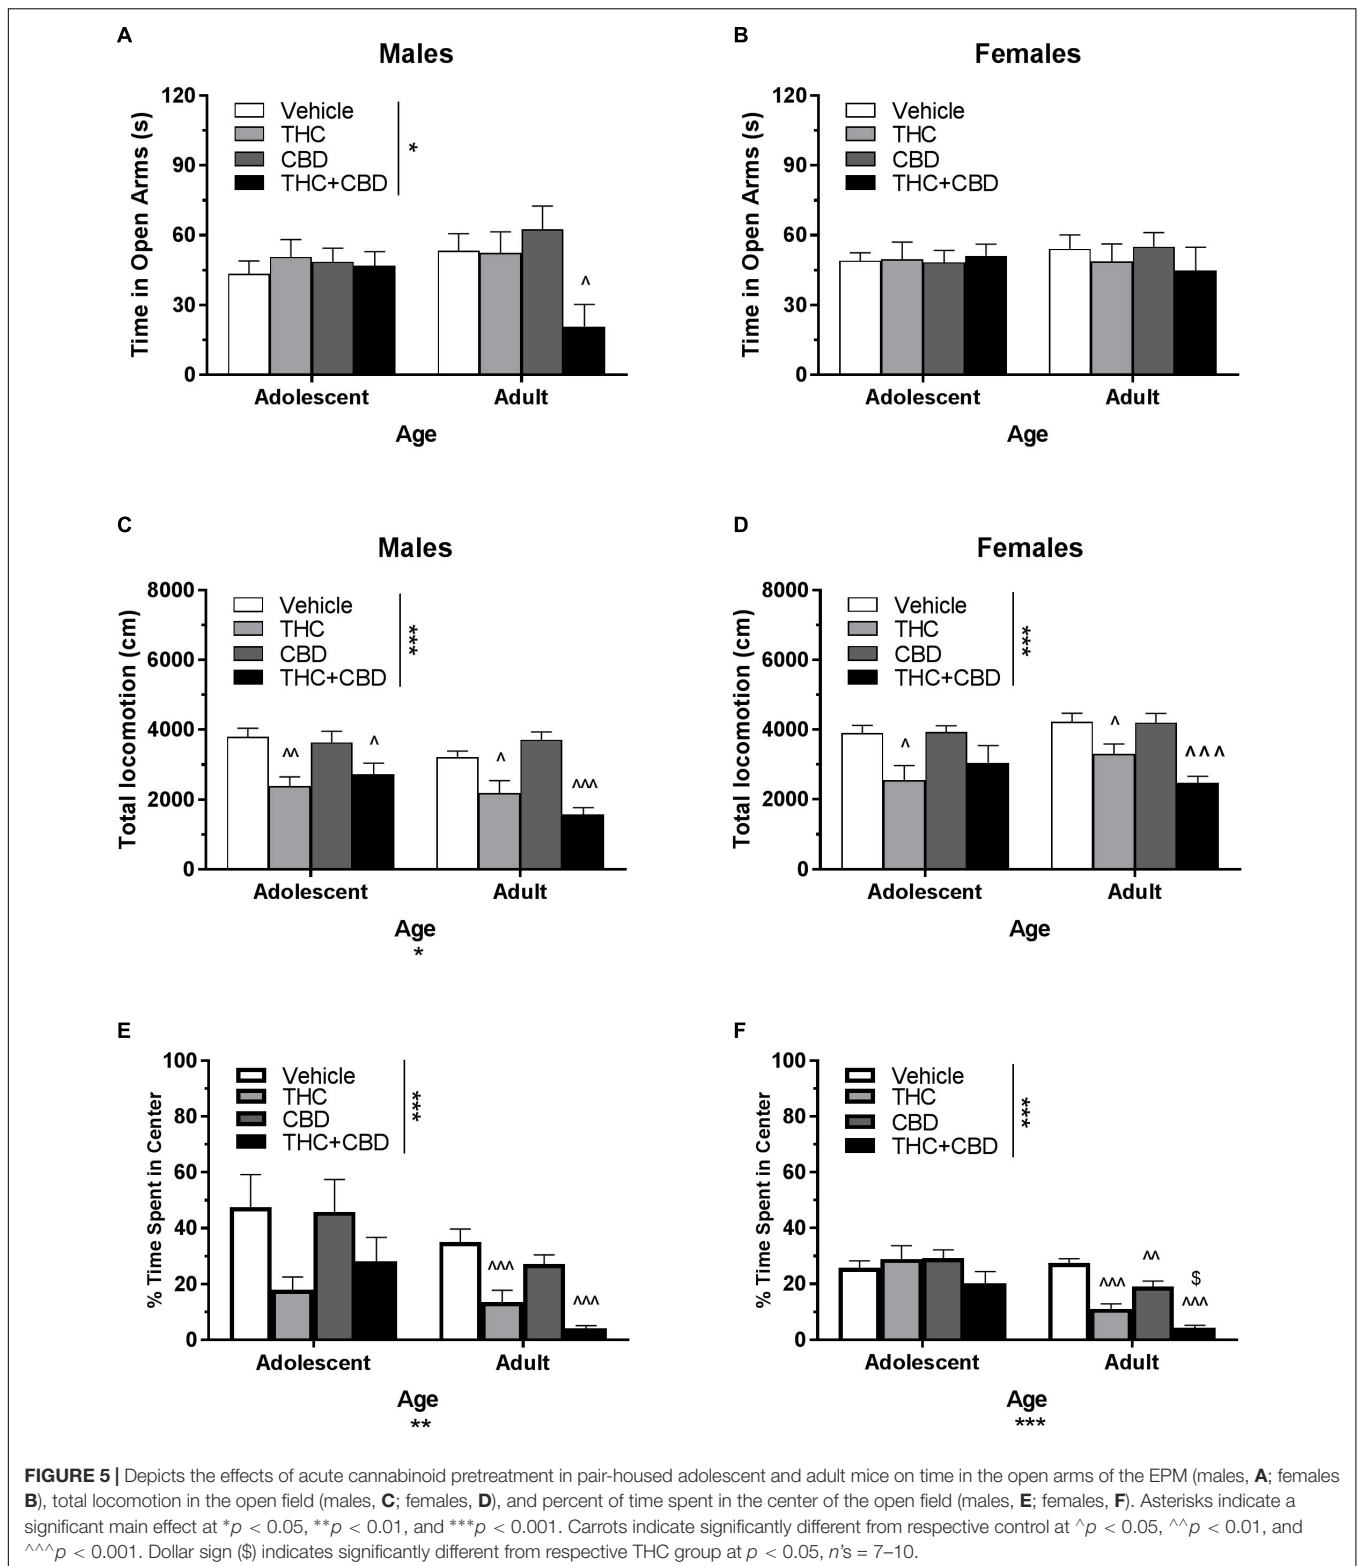 A
Males
120
90
60
30
0
Time in Open Arms (s)
Vehicle
THC
CBD
THC+CBD
*
^
Adolescent
Adult
Age
B
Females
120
90
60
30
0
Time in Open Arms (s)
Vehicle
THC
CBD
THC+CBD
Adolescent
Adult
Age
C
Males
8000
6000
4000
2000
0
Total locomotion (cm)
Vehicle
THC
CBD
THC+CBD
***
^^
^
^
^^^
Adolescent
Adult
Age
*
D
Females
8000
6000
4000
2000
0
Total locomotion (cm)
Vehicle
THC
CBD
THC+CBD
***
^
^
^^^
Adolescent
Adult
Age
E
100
80
60
40
20
0
% Time Spent in Center
Vehicle
THC
CBD
THC+CBD
***
^^^
^^^
Adolescent
Adult
Age
**
F
100
80
60
40
20
0
% Time Spent in Center
Vehicle
THC
CBD
THC+CBD
***
^^^
^^
$
^^^
Adolescent
Adult
Age
***
FIGURE 5 | Depicts the effects of acute cannabinoid pretreatment in pair-housed adolescent and adult mice on time in the open arms of the EPM (males, A; females
B), total locomotion in the open field (males, C; females, D), and percent of time spent in the center of the open field (males, E; females, F). Asterisks indicate a
significant main effect at *p < 0.05, **p < 0.01, and ***p < 0.001. Carrots indicate significantly different from respective control at ^p < 0.05, ^^p < 0.01, and
^^^p < 0.001. Dollar sign ($) indicates significantly different from respective THC group at p < 0.05, n's = 7–10.